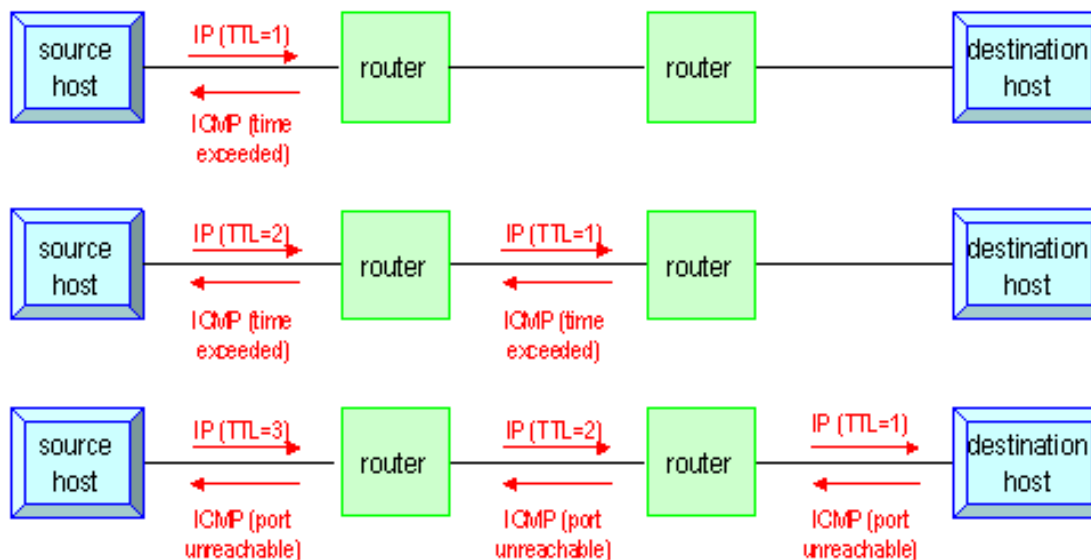 IP (TTL=1)
source
host
router
router
destination
host
ICMP (time
exceeded)
IP (TTL=2)
IP (TTL=1)
source
host
router
router
destination
host
ICMP (time
exceeded)
ICMP (time
exceeded)
IP (TTL=3)
IP (TTL=2)
IP (TTL=1)
source
host
router
router
destination
host
ICMP (port
unreachable)
ICMP (port
unreachable)
ICMP (port
unreachable)